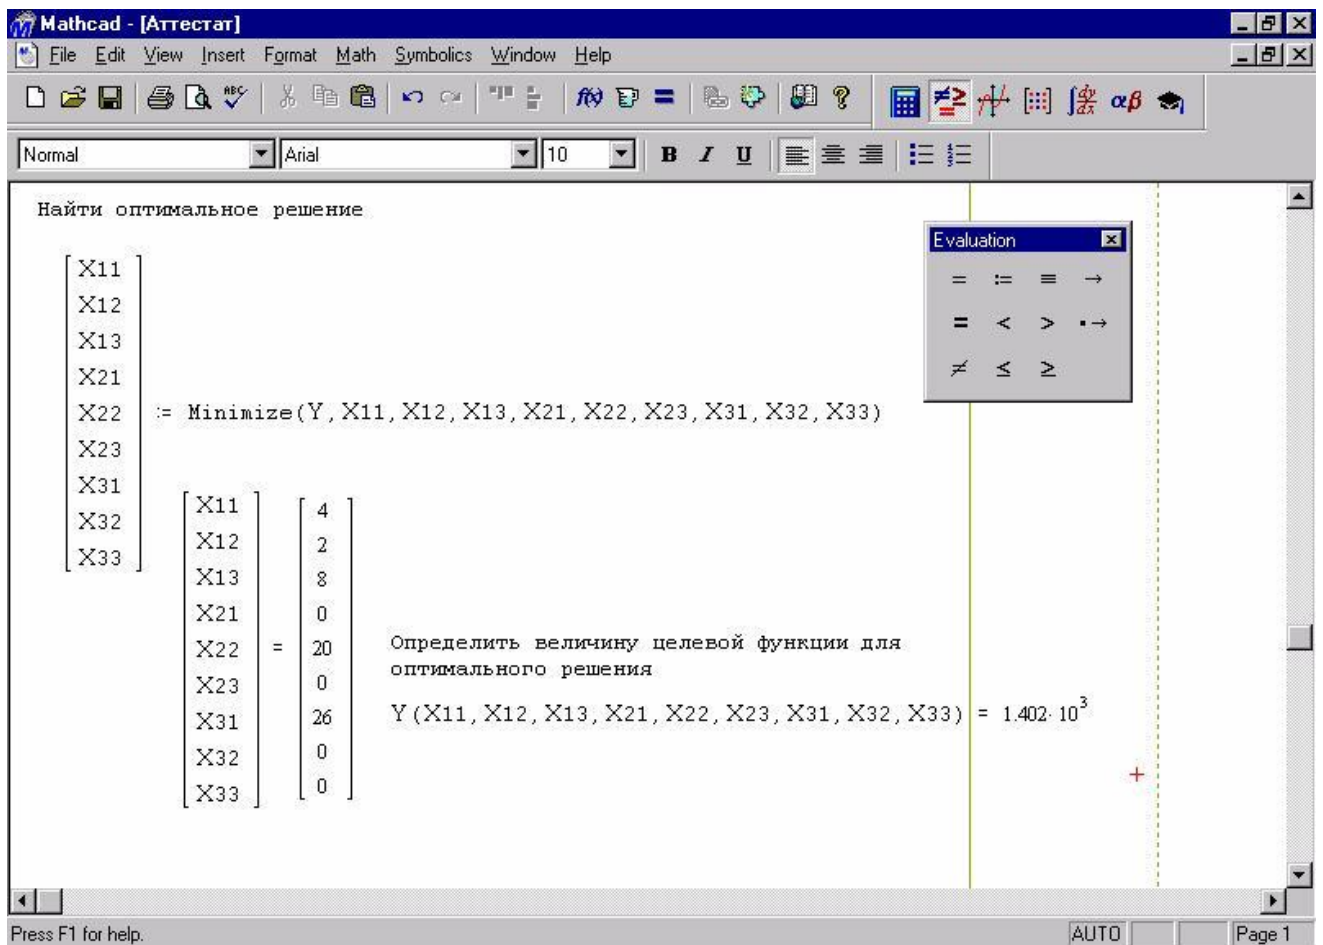 Mathcad - [Аттестат]
File Edit View Insert Format Math Symbolics Window Help
Normal Arial 10 B I U
Найти оптимальное решение
Evaluation
= := ≡ →
= < > ▪→
≠ ≤ ≥
X11
X12
X13
X21
X22 := Minimize(Y, X11, X12, X13, X21, X22, X23, X31, X32, X33)
X23
X31
X32
X33
X11 4
X12 2
X13 8
X21 0
X22 = 20
X23 0
X31 26
X32 0
X33 0
Определить величину целевой функции для
оптимального решения
Y(X11, X12, X13, X21, X22, X23, X31, X32, X33) = 1.402·10³
Press F1 for help. AUTO Page 1